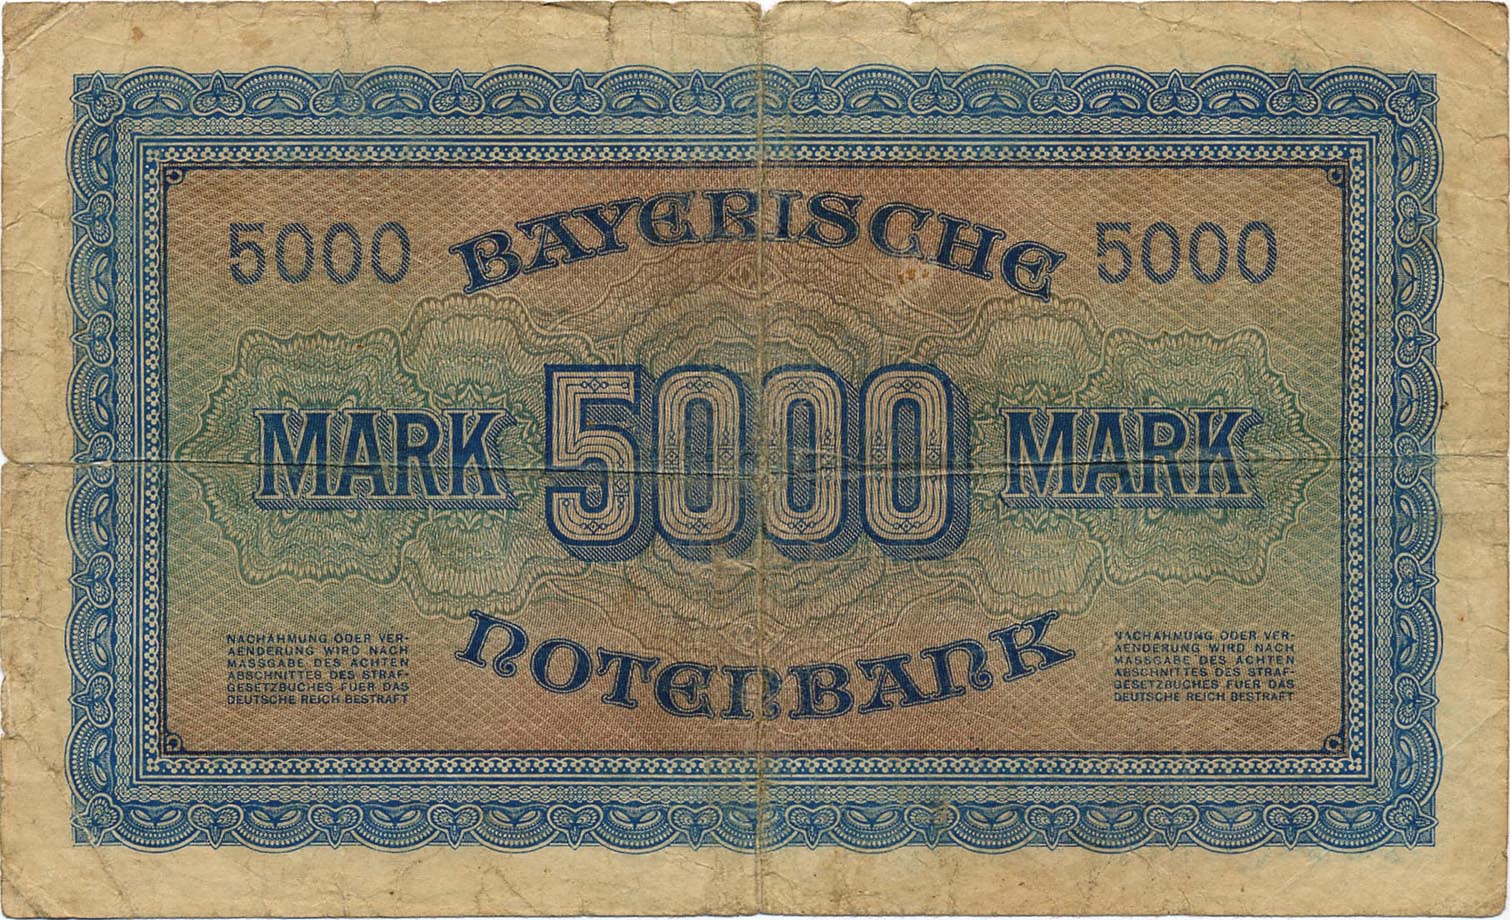 BAYERISCHE
5000 5000
MARK 5000 MARK
NOTENBANK
NACHAHMUNG ODER VER-
AENDERUNG WIRD NACH
MASSGABE DES ACHTEN
ABSCHNITTES DES STRAF-
GESETZBUCHES FUER DAS
DEUTSCHE REICH BESTRAFT
NACHAHMUNG ODER VER-
AENDERUNG WIRD NACH
MASSGABE DES ACHTEN
ABSCHNITTES DES STRAF-
GESETZBUCHES FUER DAS
DEUTSCHE REICH BESTRAFT